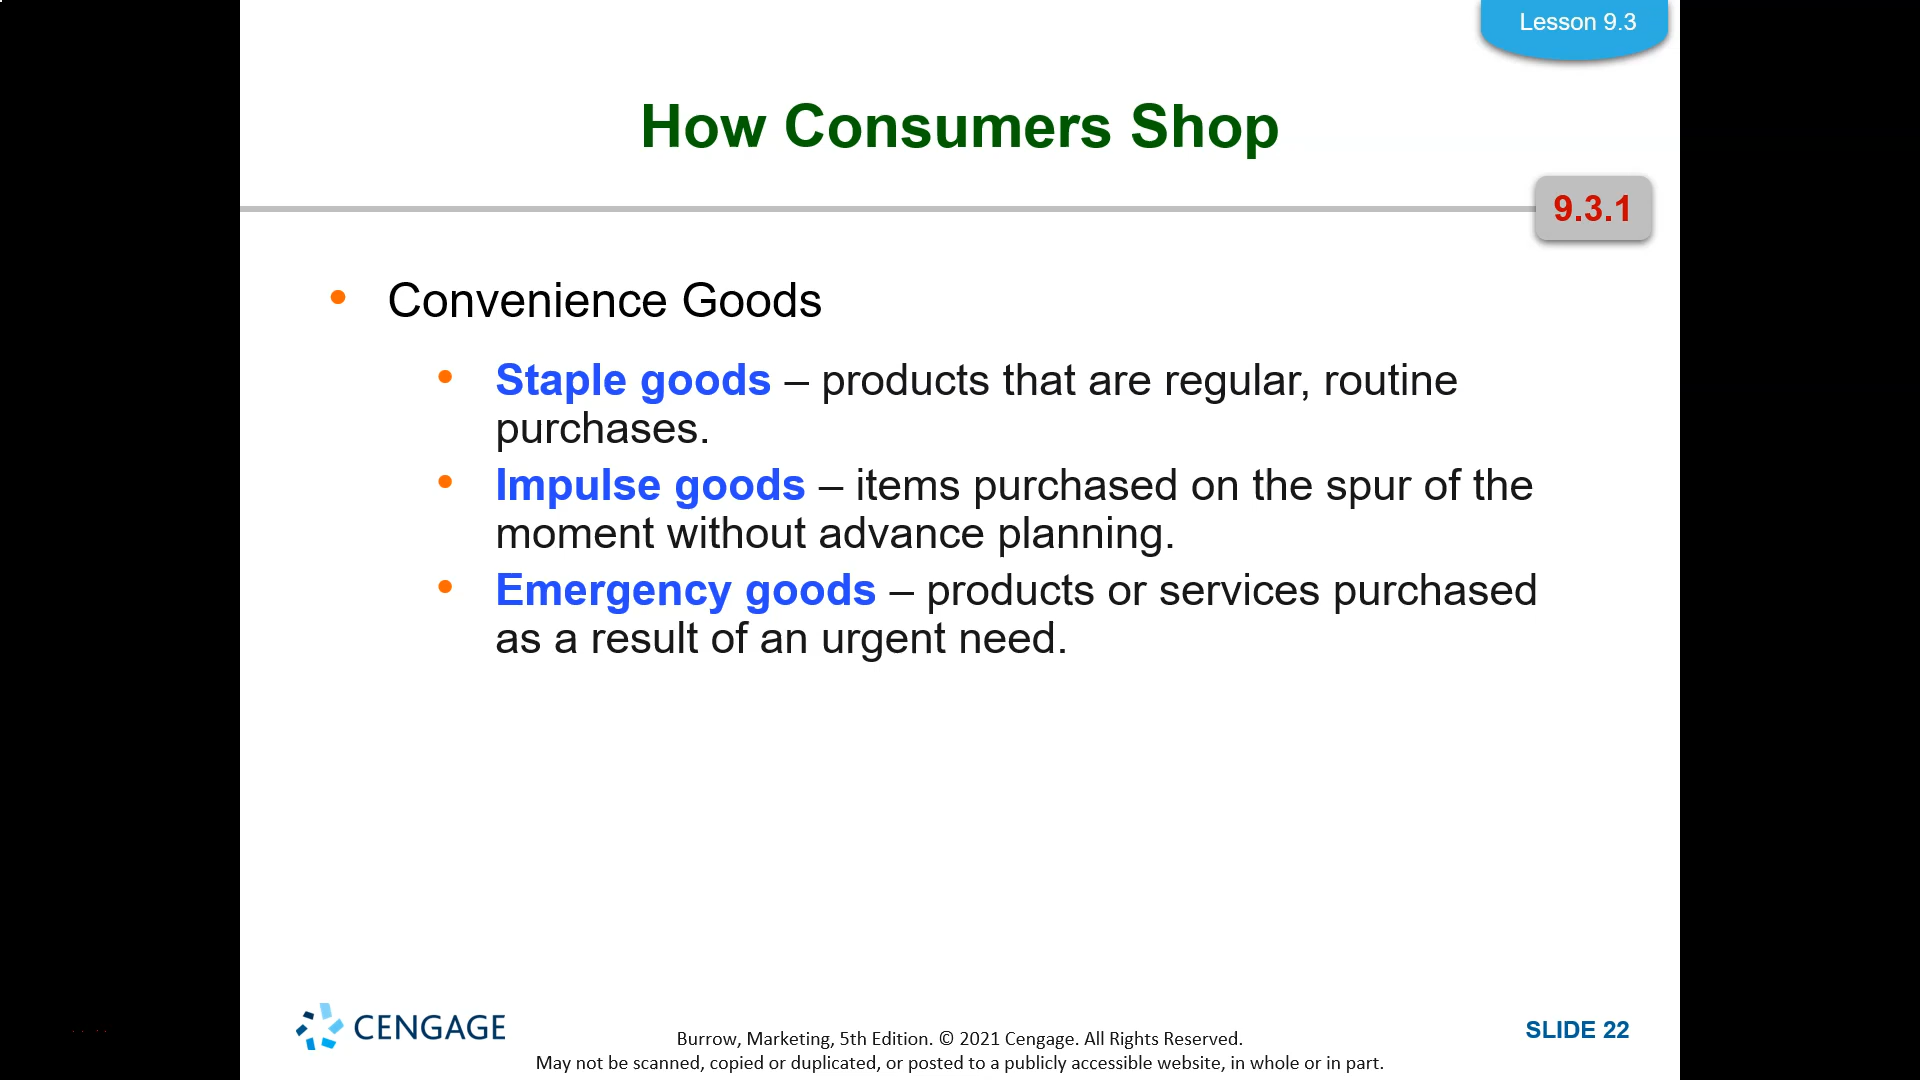 Lesson 9.3
How Consumers Shop
9.3.1
• Convenience Goods
• Staple goods – products that are regular, routine
purchases.
• Impulse goods – items purchased on the spur of the
moment without advance planning.
• Emergency goods – products or services purchased
as a result of an urgent need.
CENGAGE
Burrow, Marketing, 5th Edition. © 2021 Cengage. All Rights Reserved.
May not be scanned, copied or duplicated, or posted to a publicly accessible website, in whole or in part.
SLIDE 22